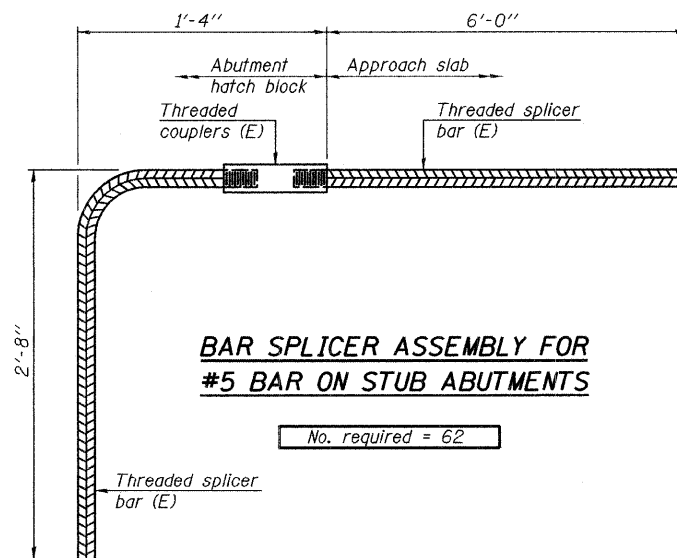 1'-4"
6'-0"
Abutment
hatch block
Approach slab
Threaded
couplers (E)
Threaded splicer
bar (E)
2'-8"
BAR SPLICER ASSEMBLY FOR
#5 BAR ON STUB ABUTMENTS
No. required = 62
Threaded splicer
bar (E)